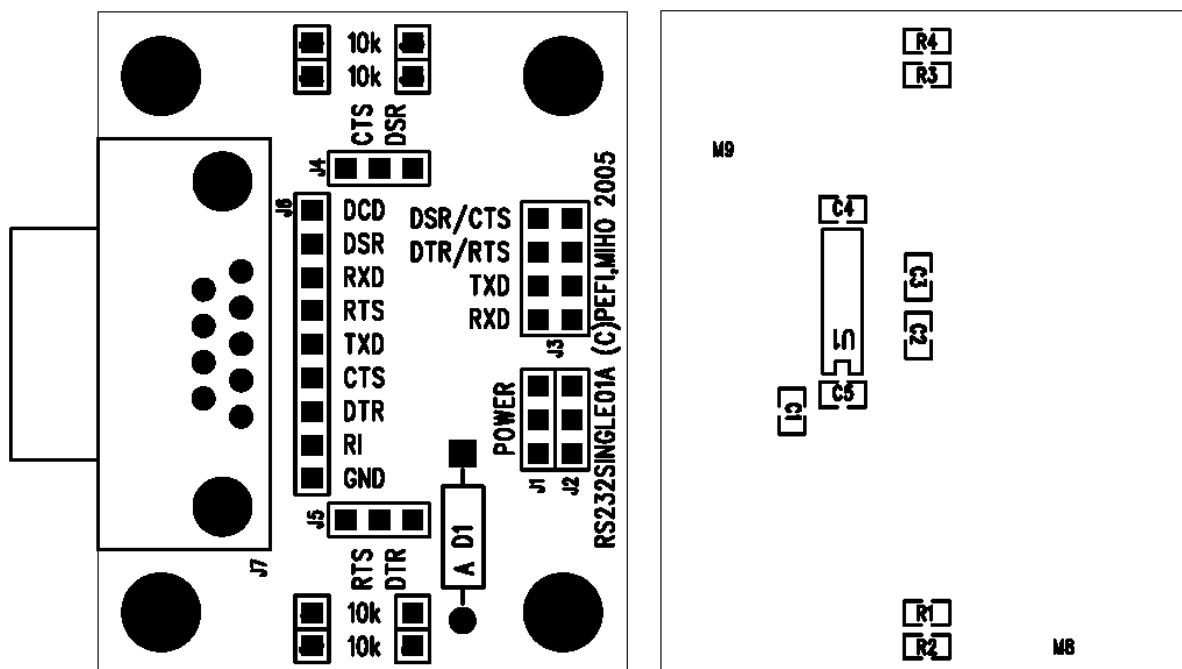 10k
10k
CTS
DSR
J4
J6
DCD
DSR
RXD
RTS
TXD
CTS
DTR
RI
GND
DSR/CTS
DTR/RTS
TXD
RXD
J3
POWER
J1
J2
RS232SINGLE01A (C)PEFI,MIHO 2005
J5
RTS
DTR
A D1
J7
10k
10k
R4
R3
M9
C4
U1
C3
C2
C5
C1
R1
R2
M8